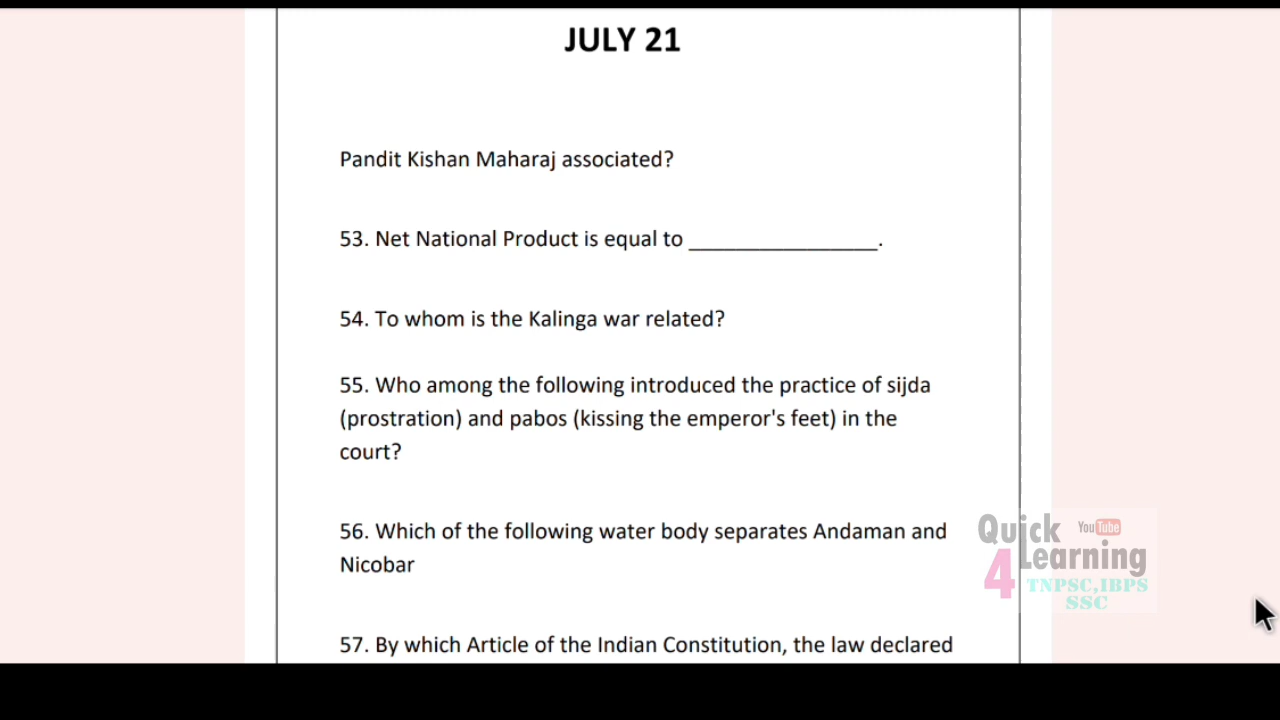 JULY 21
Pandit Kishan Maharaj associated?
53. Net National Product is equal to ________________.
54. To whom is the Kalinga war related?
55. Who among the following introduced the practice of sijda
(prostration) and pabos (kissing the emperor's feet) in the
court?
56. Which of the following water body separates Andaman and
Nicobar
57. By which Article of the Indian Constitution, the law declared
Quick YouTube
4 Learning
TNPSC,IBPS
SSC